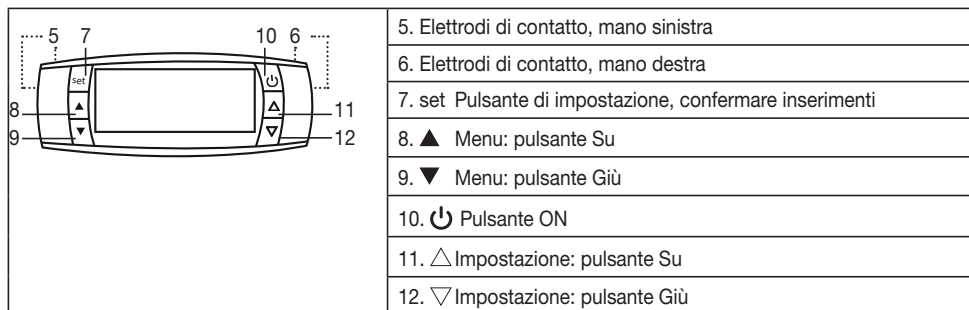 5 7 10 6
set
8 11
9 12
5. Elettrodi di contatto, mano sinistra
6. Elettrodi di contatto, mano destra
7. set Pulsante di impostazione, confermare inserimenti
8. ▲ Menu: pulsante Su
9. ▼ Menu: pulsante Giù
10. ⏻ Pulsante ON
11. △ Impostazione: pulsante Su
12. ▽ Impostazione: pulsante Giù